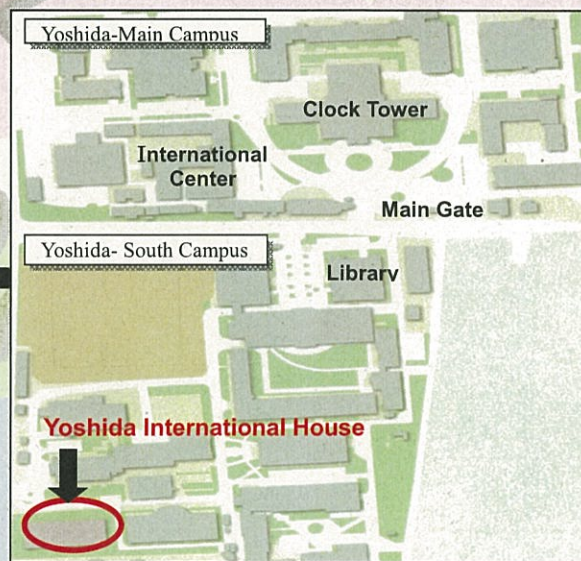 Yoshida-Main Campus
Clock Tower
International
Center
Main Gate
Yoshida- South Campus
Library
Yoshida International House